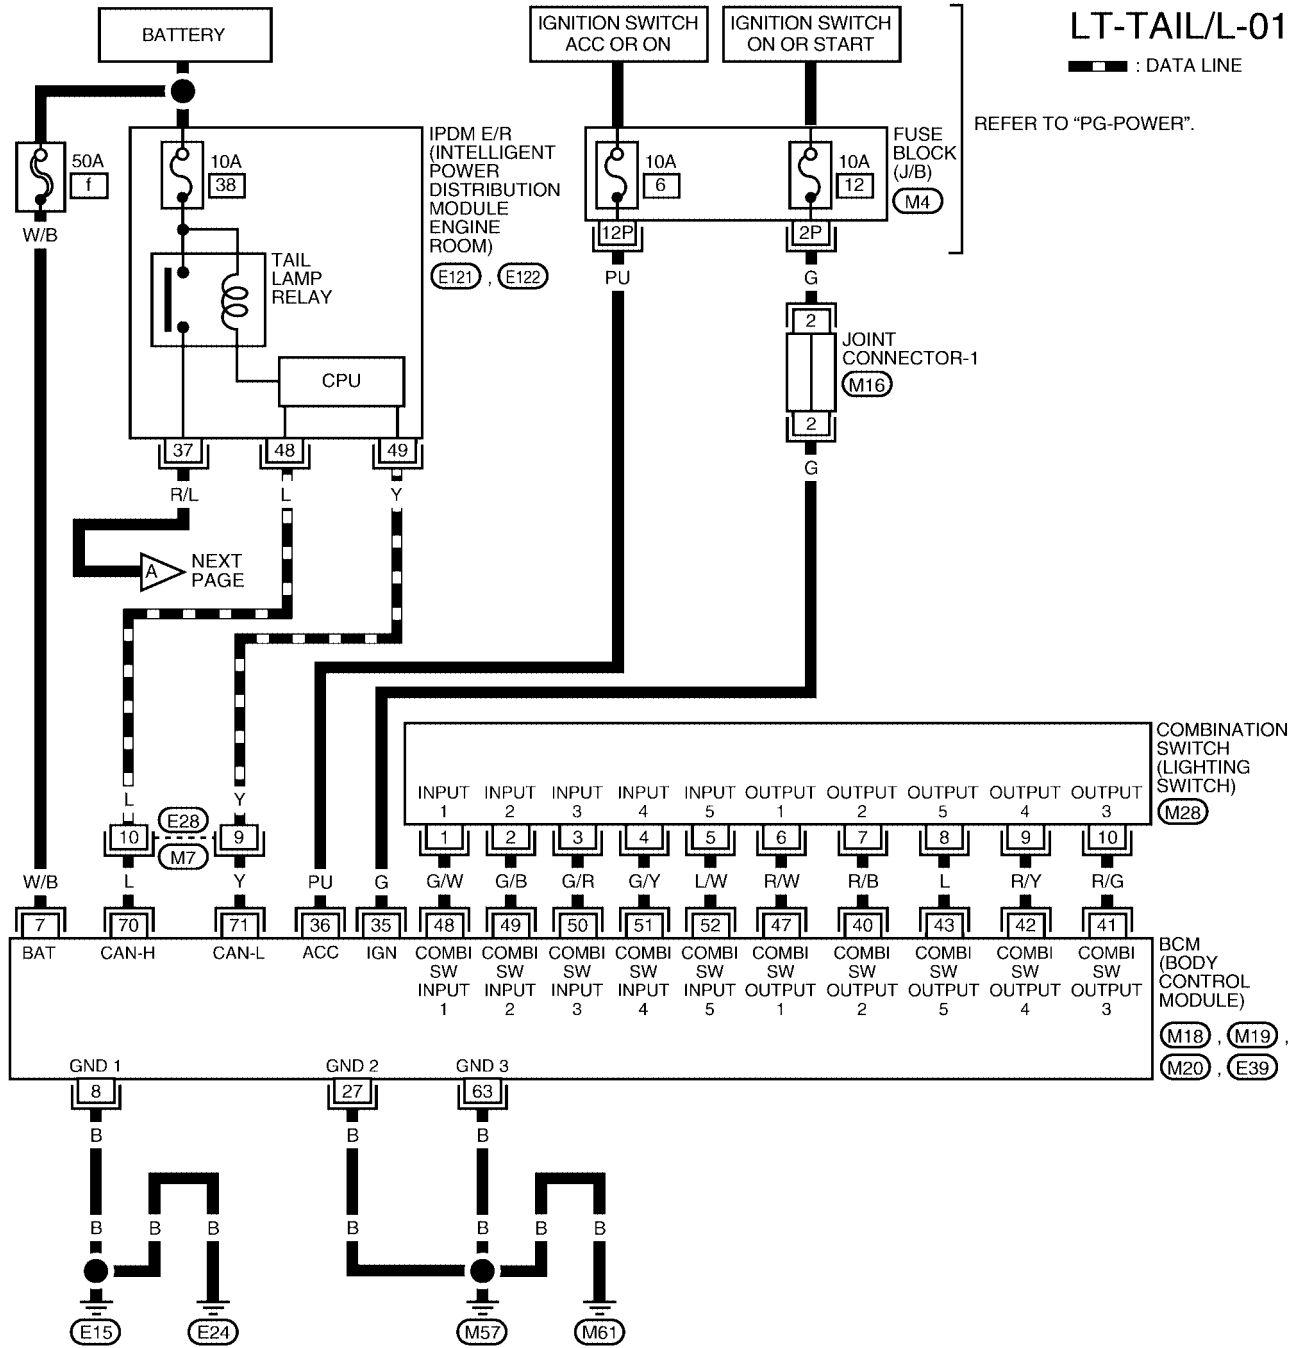 LT-TAIL/L-01
: DATA LINE
BATTERY
IGNITION SWITCH
ACC OR ON
IGNITION SWITCH
ON OR START
REFER TO “PG-POWER”.
50A
f
W/B
10A
38
IPDM E/R
(INTELLIGENT
POWER
DISTRIBUTION
MODULE
ENGINE
ROOM)
E121 , E122
TAIL
LAMP
RELAY
CPU
10A
6
10A
12
FUSE
BLOCK
(J/B)
M4
12P
2P
PU
G
2
JOINT
CONNECTOR-1
M16
2
G
37
48
49
R/L
L
Y
A
NEXT
PAGE
COMBINATION
SWITCH
(LIGHTING
SWITCH)
M28
INPUT INPUT INPUT INPUT INPUT OUTPUT OUTPUT OUTPUT OUTPUT OUTPUT
1 2 3 4 5 1 2 5 4 3
1 2 3 4 5 6 7 8 9 10
L
Y
10
E28
M7
9
W/B L Y PU G G/W G/B G/R G/Y L/W R/W R/B L R/Y R/G
7 70 71 36 35 48 49 50 51 52 47 40 43 42 41
BAT CAN-H CAN-L ACC IGN COMBI COMBI COMBI COMBI COMBI COMBI COMBI COMBI COMBI COMBI
SW SW SW SW SW SW SW SW SW SW
INPUT INPUT INPUT INPUT INPUT OUTPUT OUTPUT OUTPUT OUTPUT OUTPUT
1 2 3 4 5 1 2 5 4 3
BCM
(BODY
CONTROL
MODULE)
M18 , M19 ,
M20 , E39
GND 1 GND 2 GND 3
8 27 63
B B B
B B B B B B B
E15 E24 M57 M61